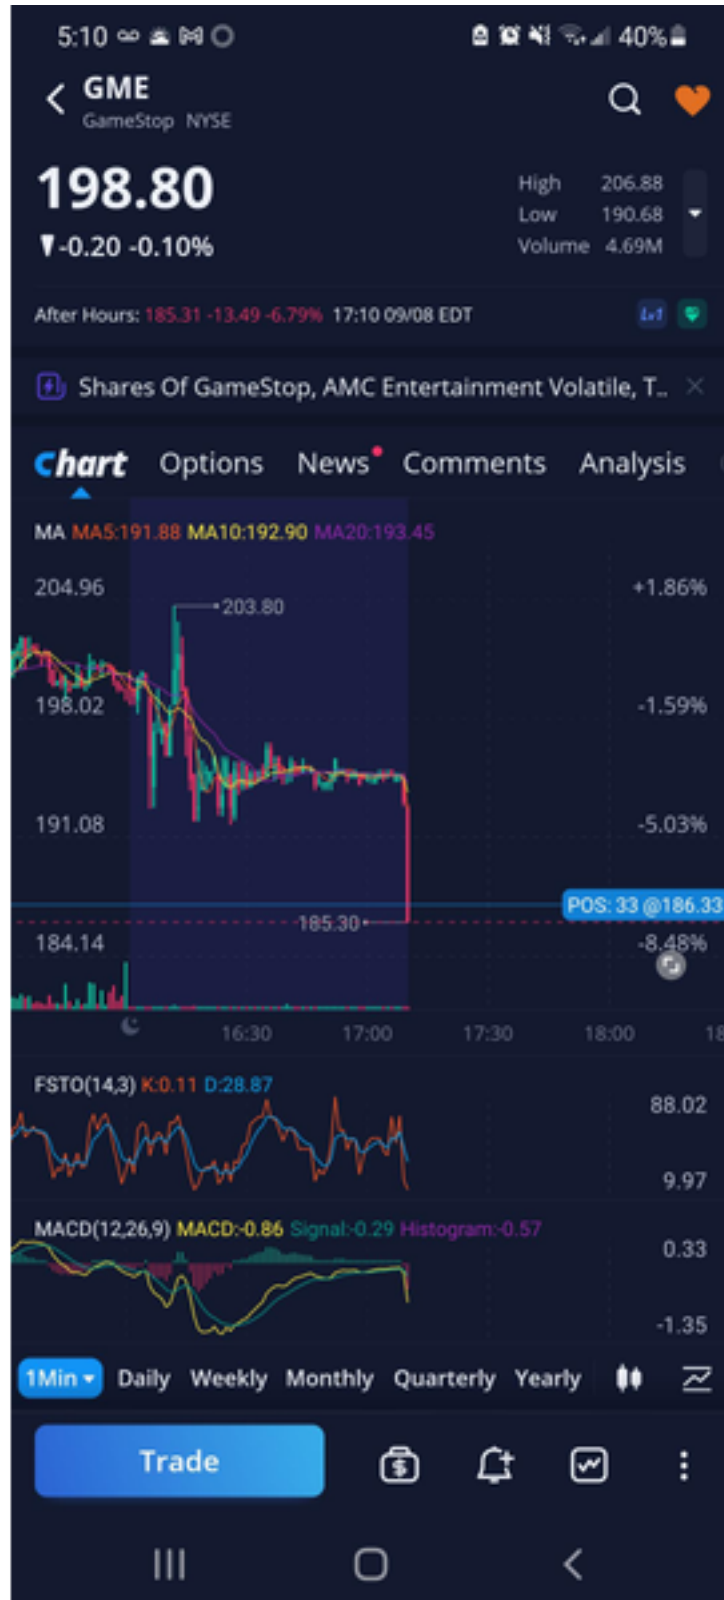 5:10 40%
GME
GameStop NYSE
198.80
-0.20 -0.10%
High 206.88
Low 190.68
Volume 4.69M
After Hours: 185.31 -13.49 -6.79% 17:10 09/08 EDT
Lv1
Shares Of GameStop, AMC Entertainment Volatile, T..
Chart Options News Comments Analysis
MA MA5:191.88 MA10:192.90 MA20:193.45
204.96 +1.86%
203.80
198.02 -1.59%
191.08 -5.03%
POS: 33 @186.33
185.30
184.14 -8.48%
16:30 17:00 17:30 18:00 18
FSTO(14,3) K:0.11 D:28.87
88.02
9.97
MACD(12,26,9) MACD:-0.86 Signal:-0.29 Histogram:-0.57
0.33
-1.35
1Min Daily Weekly Monthly Quarterly Yearly
Trade